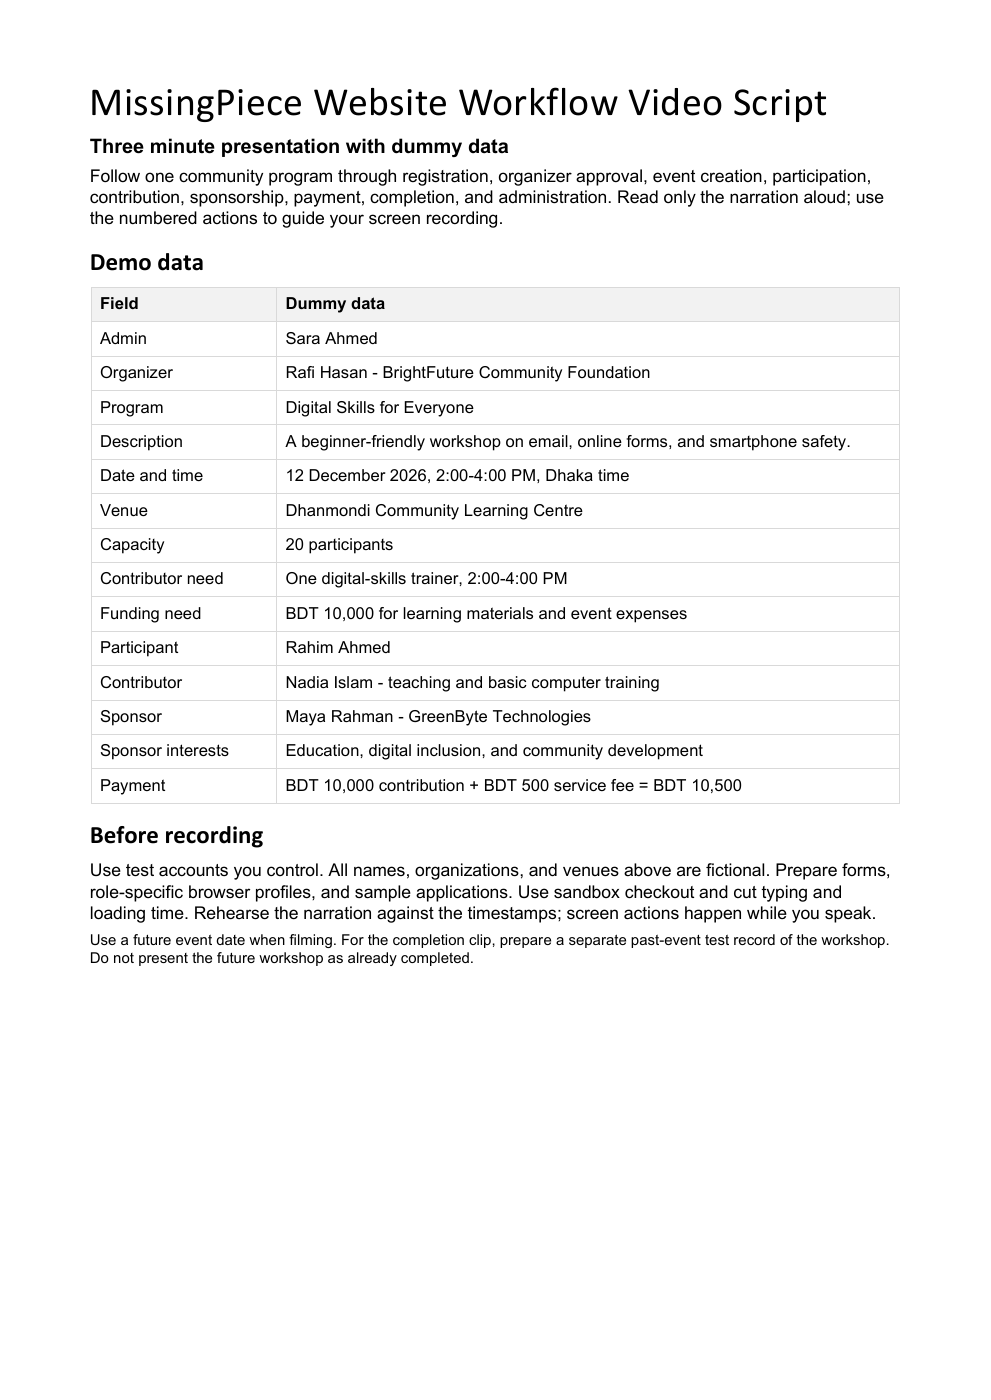 MissingPiece Website Workflow Video Script
Three minute presentation with dummy data
Follow one community program through registration, organizer approval, event creation, participation,
contribution, sponsorship, payment, completion, and administration. Read only the narration aloud; use
the numbered actions to guide your screen recording.
Demo data
Field Dummy data
Admin Sara Ahmed
Organizer Rafi Hasan - BrightFuture Community Foundation
Program Digital Skills for Everyone
Description A beginner-friendly workshop on email, online forms, and smartphone safety.
Date and time 12 December 2026, 2:00-4:00 PM, Dhaka time
Venue Dhanmondi Community Learning Centre
Capacity 20 participants
Contributor need One digital-skills trainer, 2:00-4:00 PM
Funding need BDT 10,000 for learning materials and event expenses
Participant Rahim Ahmed
Contributor Nadia Islam - teaching and basic computer training
Sponsor Maya Rahman - GreenByte Technologies
Sponsor interests Education, digital inclusion, and community development
Payment BDT 10,000 contribution + BDT 500 service fee = BDT 10,500
Before recording
Use test accounts you control. All names, organizations, and venues above are fictional. Prepare forms,
role-specific browser profiles, and sample applications. Use sandbox checkout and cut typing and
loading time. Rehearse the narration against the timestamps; screen actions happen while you speak.
Use a future event date when filming. For the completion clip, prepare a separate past-event test record of the workshop.
Do not present the future workshop as already completed.